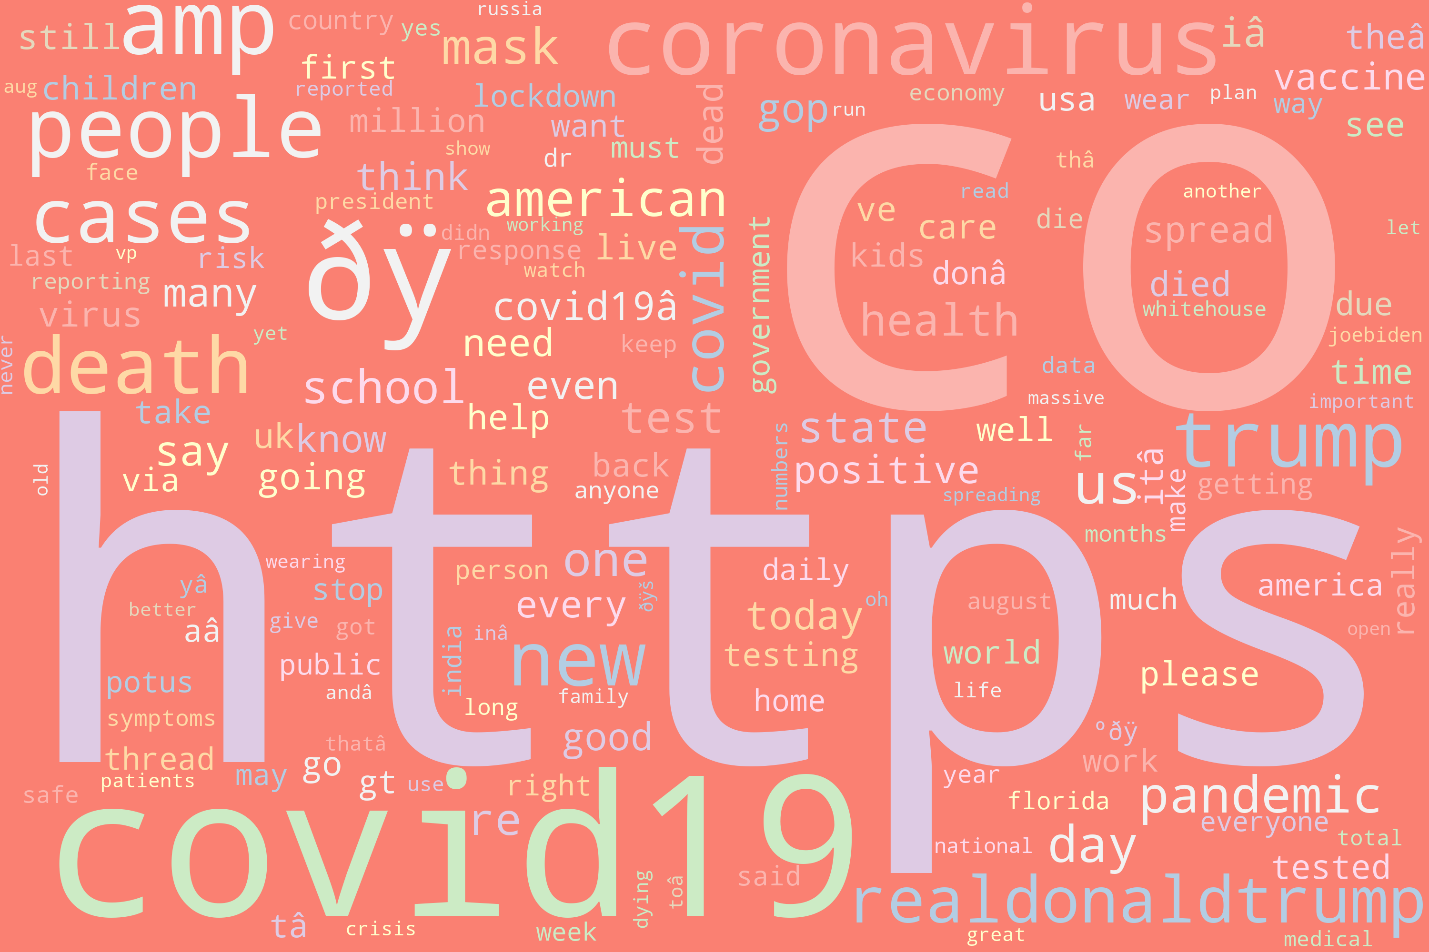 still
amp
country
russia
yes
mask
coronavirus
iâ
theâ
aug
children
first
reported
lockdown
dead
gop
run
economy
usa
wear
plan
vaccine
way
people
million
want
must
see
face
show
dr
think
thâ
american
president
read
another
cases
ðÿ
didn
working
covid
government
ve
care
die
spread
let
last
vp
risk
response
live
kids
donâ
co
died
reporting
many
watch
covid19â
health
whitehouse
due
virus
yet
need
keep
joebiden
never
death
school
even
data
time
take
help
test
massive
important
say
uk
know
state
well
far
trump
via
going
thing
back
numbers
positive
us
itâ
make
getting
old
anyone
spreading
https
months
really
wearing
person
one
daily
yâ
stop
ðÿš
oh
august
much
america
better
aâ
give
got
every
today
open
india
inâ
public
new
testing
world
potus
andâ
family
home
life
please
symptoms
long
thatâ
good
ºðÿ
thread
patients
may
go
gt
use
right
year
work
safe
covid19
re
florida
pandemic
everyone
national
day
total
tested
said
dying
toâ
realdonaldtrump
tâ
crisis
week
great
medical